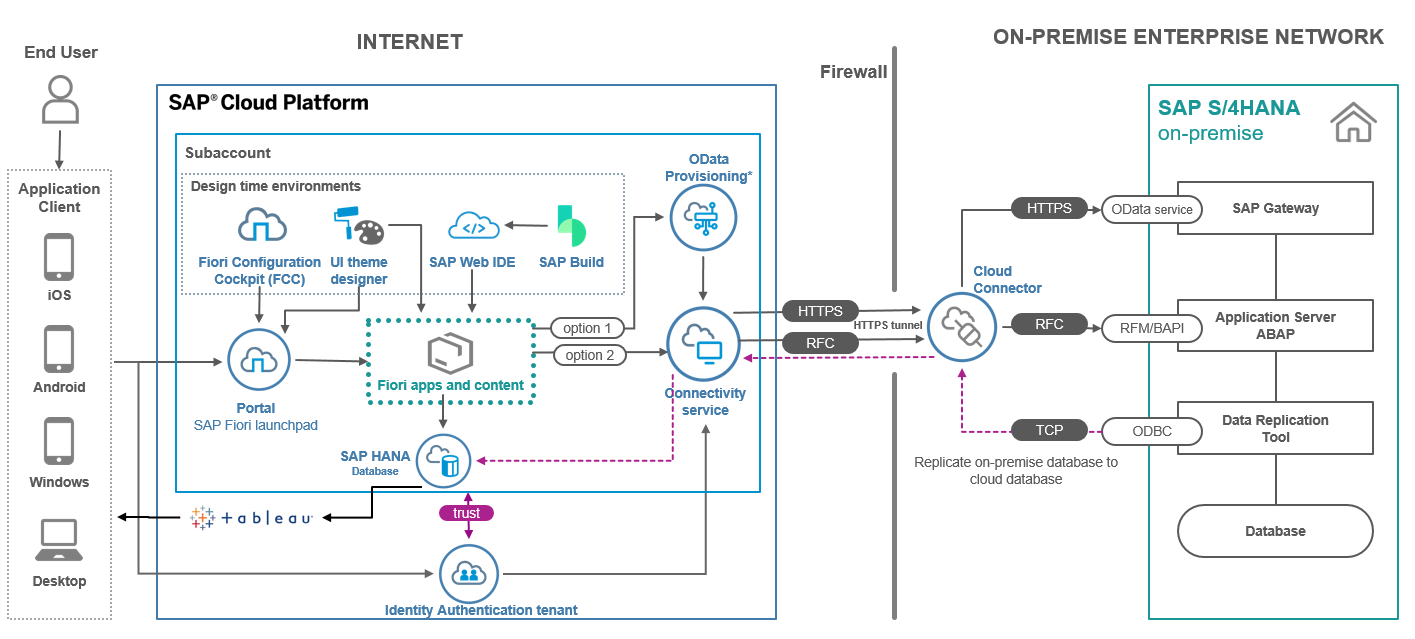 INTERNET
ON-PREMISE ENTERPRISE NETWORK
End User
Firewall
SAP® Cloud Platform
SAP S/4HANA
on-premise
Subaccount
OData
Provisioning*
Design time environments
Application
Client
HTTPS
OData service
SAP Gateway
Fiori Configuration
Cockpit (FCC)
UI theme
designer
SAP Web IDE
SAP Build
iOS
Cloud
Connector
HTTPS
HTTPS tunnel
RFC
RFC
RFM/BAPI
Application Server
ABAP
option 1
option 2
Android
Fiori apps and content
Connectivity
service
Portal
SAP Fiori launchpad
TCP
ODBC
Data Replication
Tool
SAP HANA
Database
Replicate on-premise database to
cloud database
Windows
trust
+ableau
Database
Desktop
Identity Authentication tenant